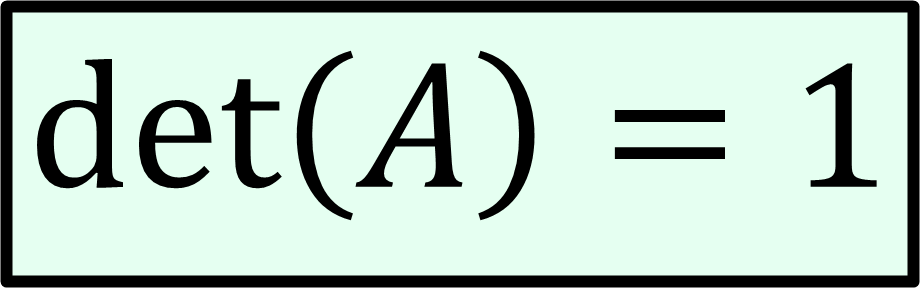 det(𝐴) = 1